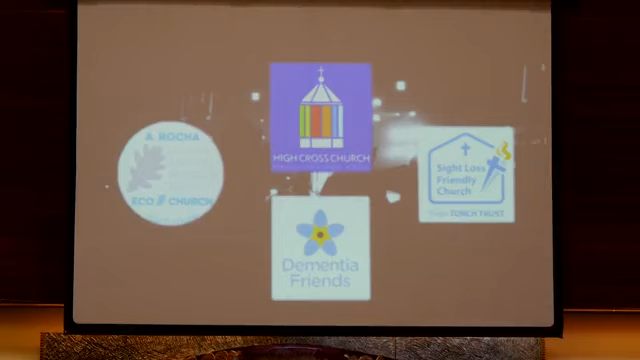 HIGH CROSS CHURCH
A ROCHA
ECO CHURCH
Sight Loss
Friendly
Church
TORCH TRUST
Dementia
Friends